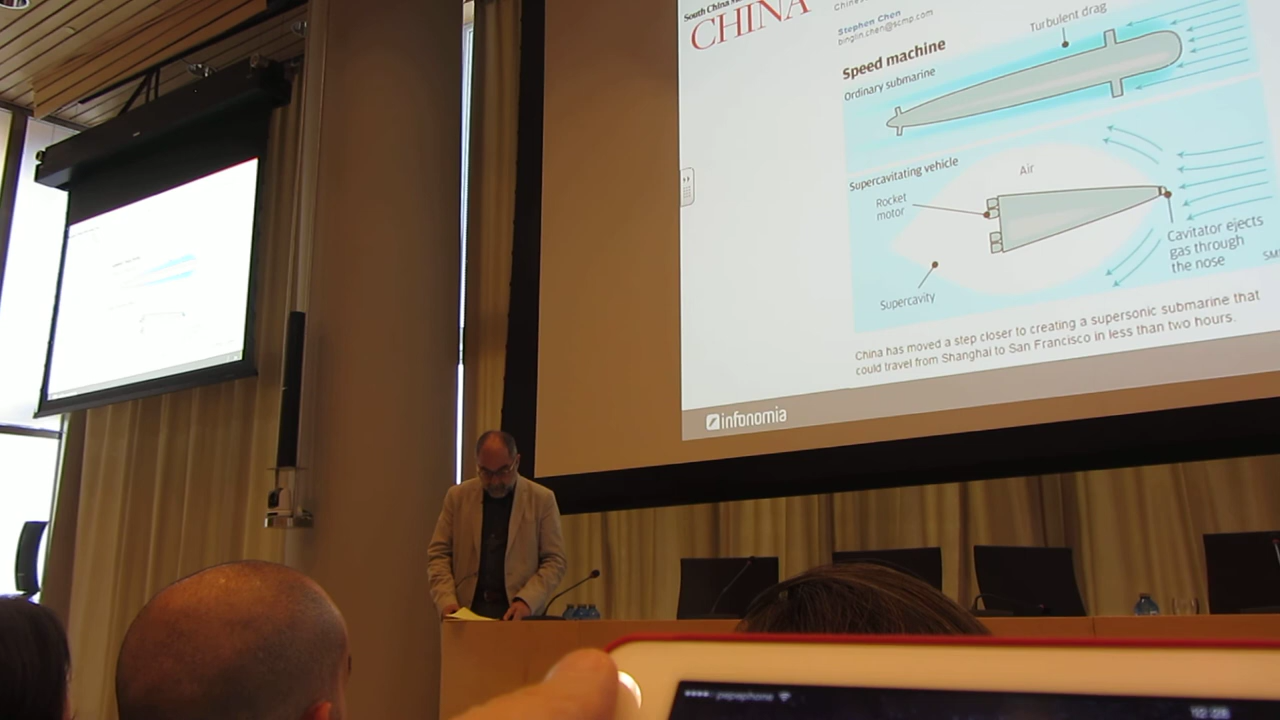 South China
CHINA
Stephen Chen
binglin.chen@scmp.com
Speed machine
Ordinary submarine
Turbulent drag
Supercavitating vehicle
Air
Rocket
motor
Cavitator ejects
gas through
the nose
Supercavity
China has moved a step closer to creating a supersonic submarine that
could travel from Shanghai to San Francisco in less than two hours.
infonomia
pepephone